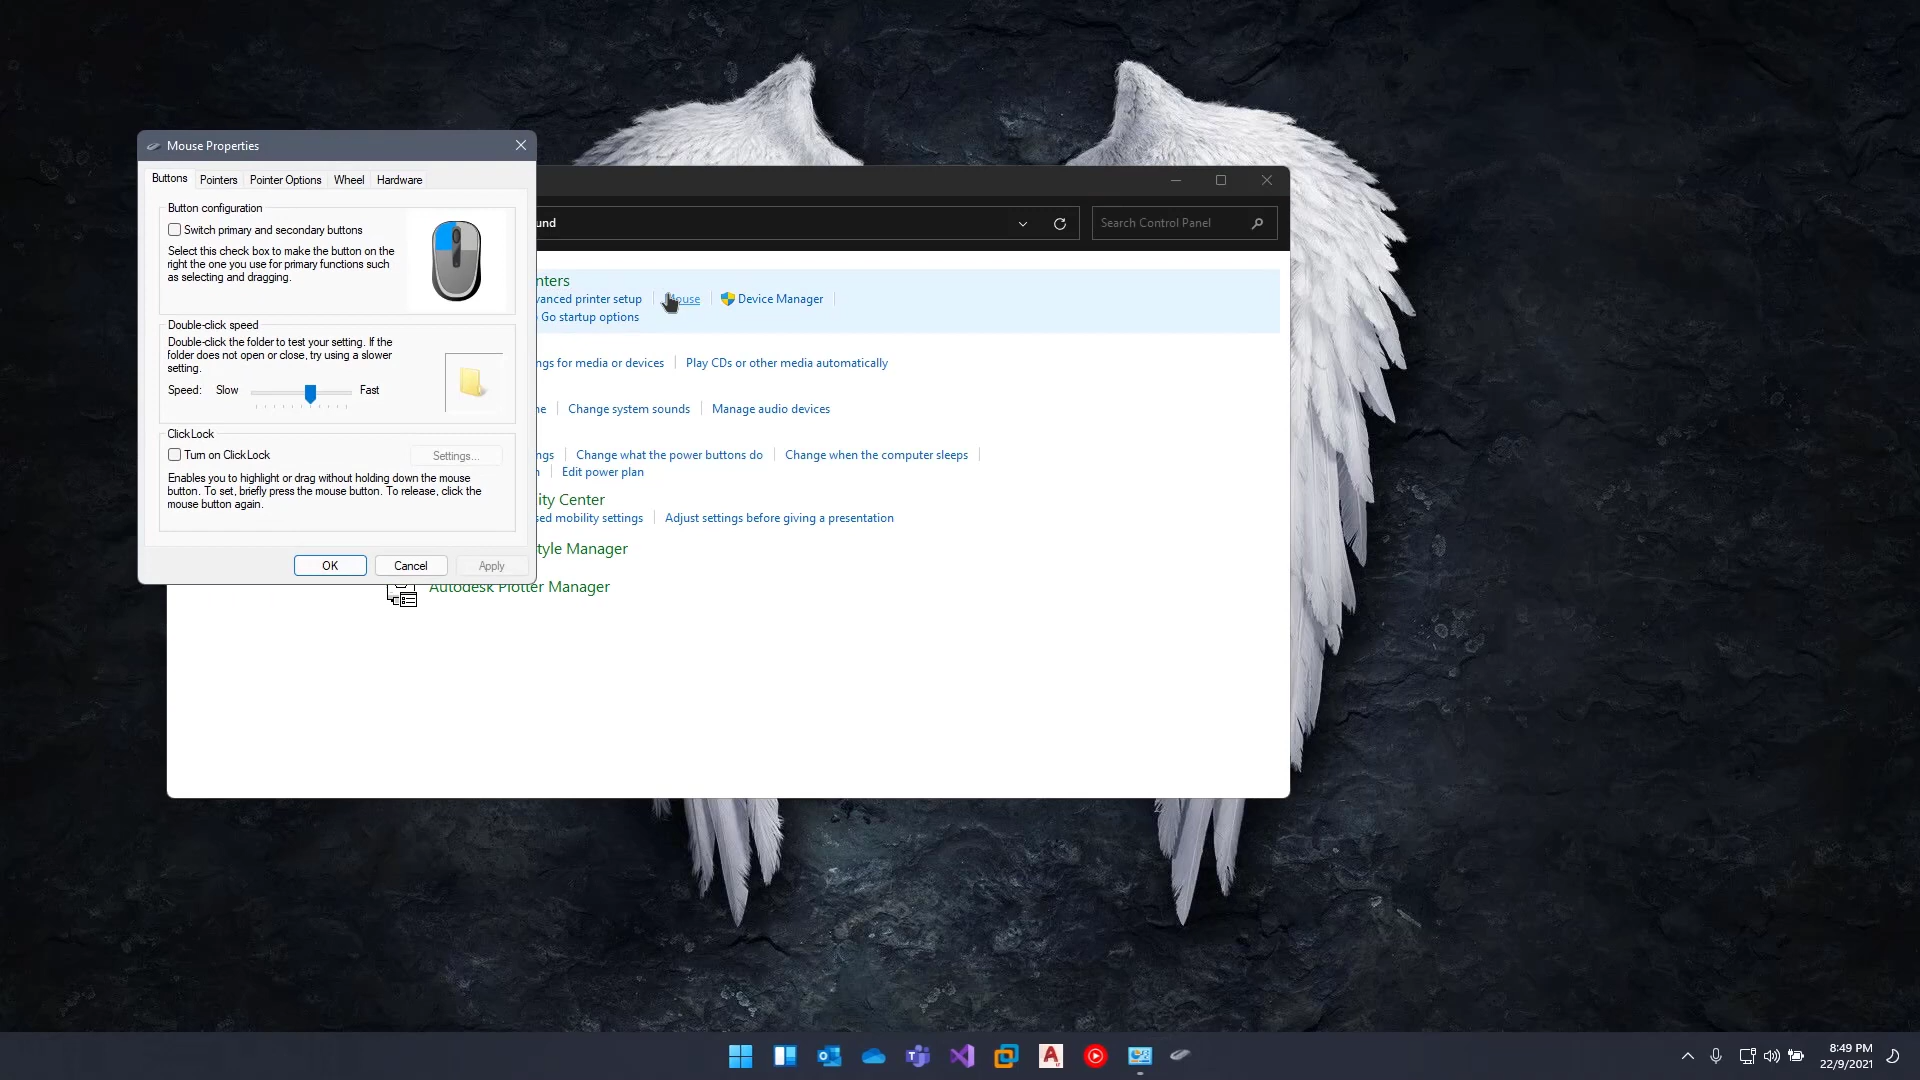 Mouse Properties
Buttons
Pointers
Pointer Options
Wheel
Hardware
Button configuration
Switch primary and secondary buttons
Select this check box to make the button on the
right the one you use for primary functions such
as selecting and dragging.
Double-click speed
Double-click the folder to test your setting. If the
folder does not open or close, try using a slower
setting.
Speed: Slow Fast
ClickLock
Turn on ClickLock
Settings...
Enables you to highlight or drag without holding down the mouse
button. To set, briefly press the mouse button. To release, click the
mouse button again.
OK
Cancel
Apply
und
Search Control Panel
nters
vanced printer setup
Mouse
Device Manager
Go startup options
ngs for media or devices
Play CDs or other media automatically
ne
Change system sounds
Manage audio devices
ngs
Change what the power buttons do
Change when the computer sleeps
n
Edit power plan
ity Center
sed mobility settings
Adjust settings before giving a presentation
tyle Manager
Autodesk Plotter Manager
8:49 PM
22/9/2021